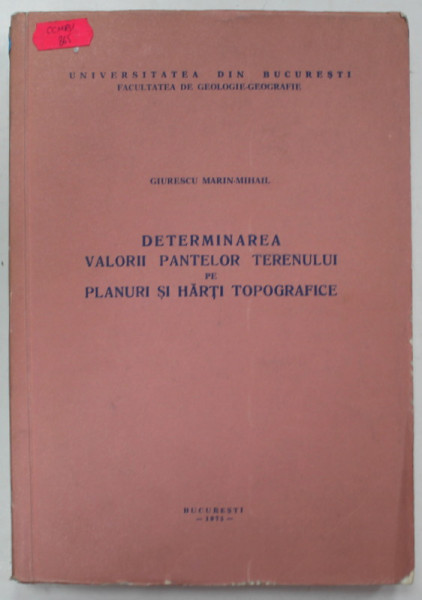 UNIVERSITATEA DIN BUCUREȘTI
FACULTATEA DE GEOLOGIE-GEOGRAFIE
GIURESCU MARIN-MIHAIL
DETERMINAREA
VALORII PANTELOR TERENULUI
PE
PLANURI ȘI HĂRȚI TOPOGRAFICE
BUCUREȘTI